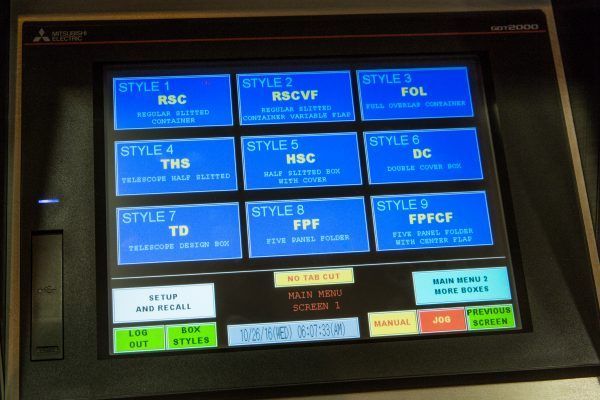 MITSUBISHI
ELECTRIC
GOT2000
STYLE 1
RSC
REGULAR SLITTED
CONTAINER
STYLE 2
RSCVF
REGULAR SLITTED
CONTAINER VARIABLE FLAP
STYLE 3
FOL
FULL OVERLAP CONTAINER
STYLE 4
THS
TELESCOPE HALF SLITTED
STYLE 5
HSC
HALF SLITTED BOX
WITH COVER
STYLE 6
DC
DOUBLE COVER BOX
STYLE 7
TD
TELESCOPE DESIGN BOX
STYLE 8
FPF
FIVE PANEL FOLDER
STYLE 9
FPFCF
FIVE PANEL FOLDER
WITH CENTER FLAP
SETUP
AND RECALL
NO TAB CUT
MAIN MENU
SCREEN 1
MAIN MENU 2
MORE BOXES
LOG
OUT
BOX
STYLES
10/26/16(WED) 06:07:33(AM)
MANUAL
JOG
PREVIOUS
SCREEN